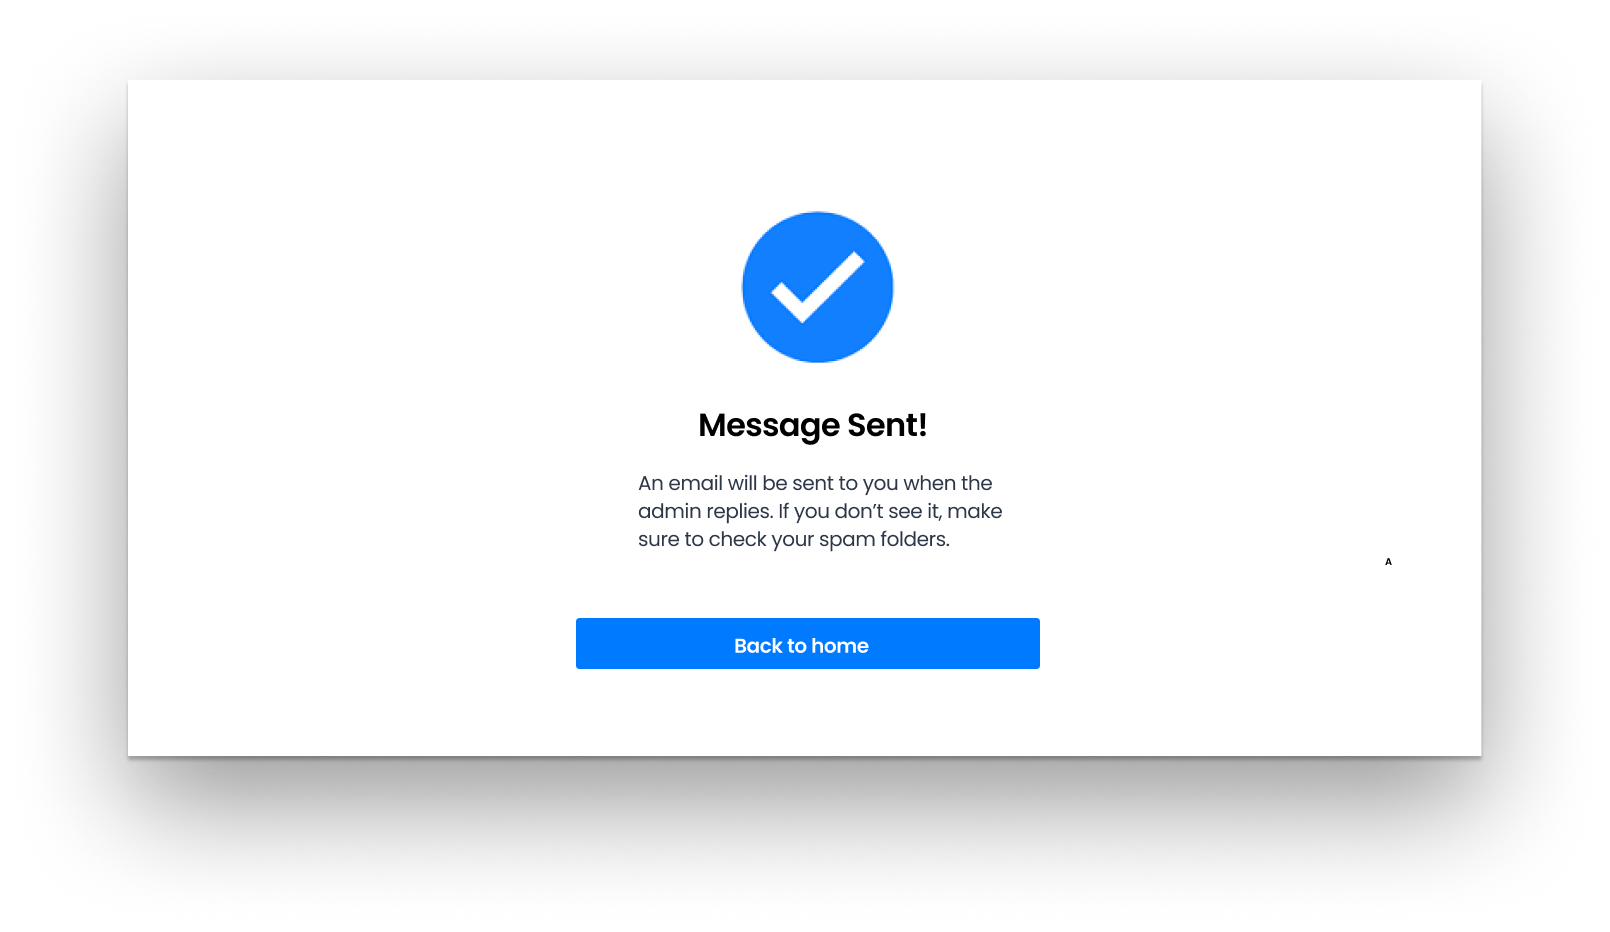 Message Sent!
An email will be sent to you when the
admin replies. If you don’t see it, make
sure to check your spam folders.
A
Back to home